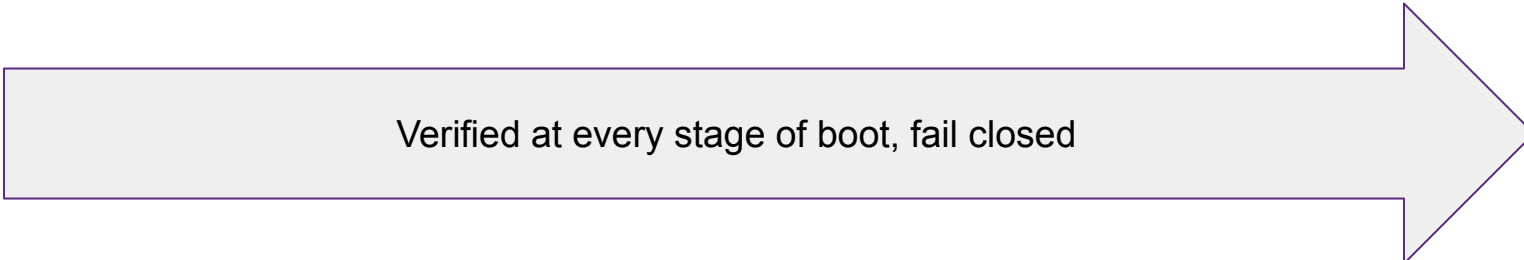 Verified at every stage of boot, fail closed